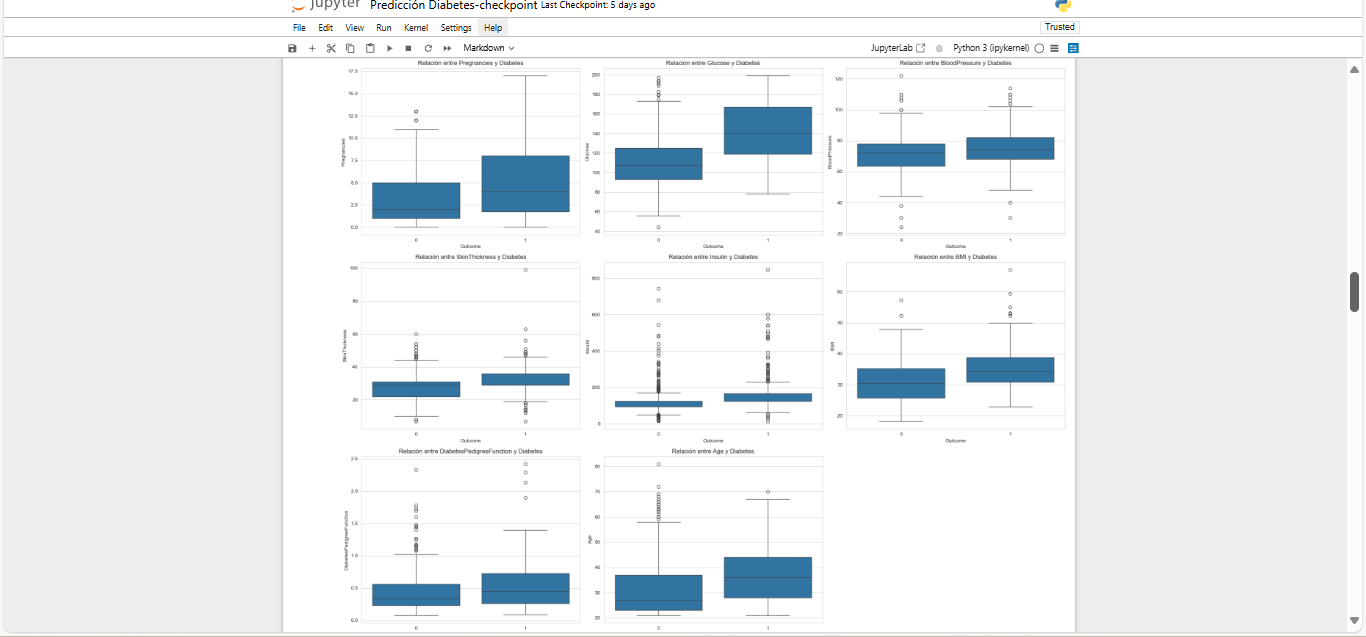 Jupyter Predicción Diabetes-checkpoint Last Checkpoint: 5 days ago
File Edit View Run Kernel Settings Help Trusted
Markdown JupyterLab Python 3 (ipykernel)
Relación entre Pregnancies y Diabetes
Pregnancies
17.5
15.0
12.5
10.0
7.5
5.0
2.5
0.0
0 1
Outcome
Relación entre Glucose y Diabetes
Glucose
200
180
160
140
120
100
80
60
40
0 1
Outcome
Relación entre BloodPressure y Diabetes
BloodPressure
120
100
80
60
40
20
0 1
Outcome
Relación entre SkinThickness y Diabetes
SkinThickness
100
80
60
40
20
0 1
Outcome
Relación entre Insulin y Diabetes
Insulin
800
600
400
200
0
0 1
Outcome
Relación entre BMI y Diabetes
BMI
60
50
40
30
20
0 1
Outcome
Relación entre DiabetesPedigreeFunction y Diabetes
DiabetesPedigreeFunction
2.5
2.0
1.5
1.0
0.5
0.0
0 1
Relación entre Age y Diabetes
Age
80
70
60
50
40
30
20
0 1